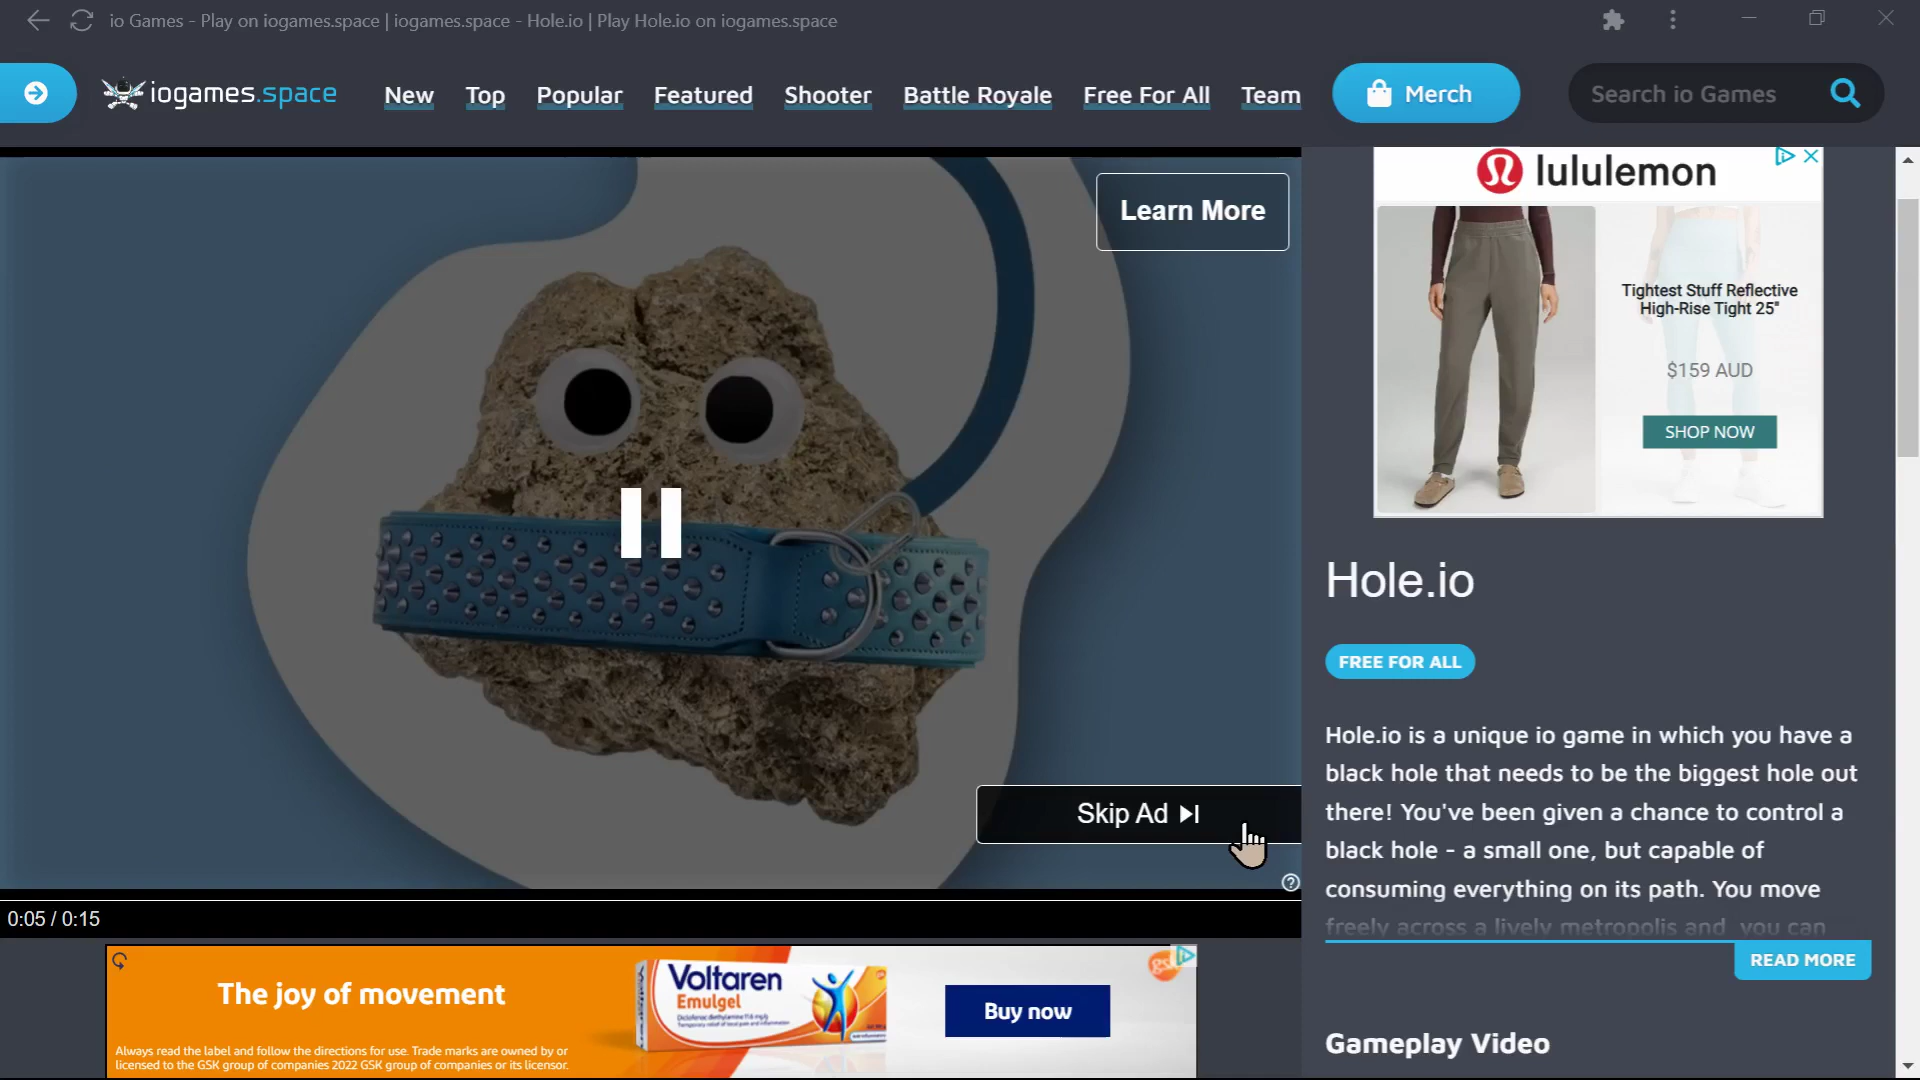 io Games - Play on iogames.space | iogames.space - Hole.io | Play Hole.io on iogames.space
iogames.space
New
Top
Popular
Featured
Shooter
Battle Royale
Free For All
Team
Merch
Search io Games
Learn More
Skip Ad
0:05 / 0:15
lululemon
Tightest Stuff Reflective
High-Rise Tight 25"
$159 AUD
SHOP NOW
Hole.io
FREE FOR ALL
Hole.io is a unique io game in which you have a
black hole that needs to be the biggest hole out
there! You've been given a chance to control a
black hole - a small one, but capable of
consuming everything on its path. You move
freely across a lively metropolis and you can
READ MORE
Gameplay Video
The joy of movement
Always read the label and follow the directions for use. Trade marks are owned by or
licensed to the GSK group of companies 2022 GSK group of companies or its licensor.
Voltaren
Emulgel
Buy now
gsk